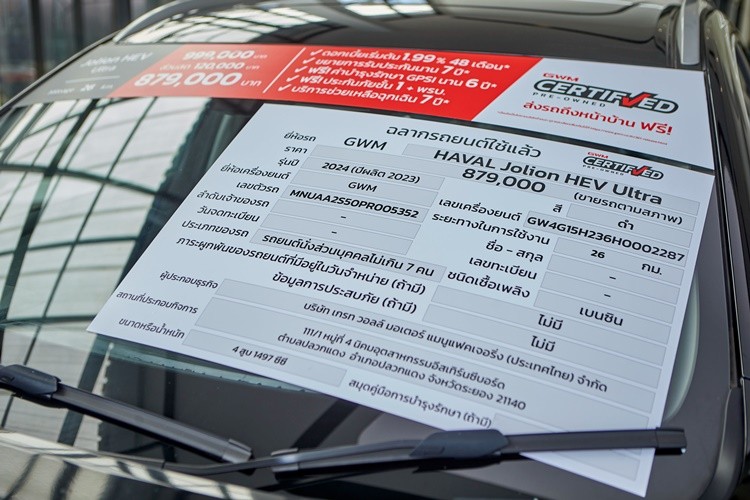 Jolion HEV
Ultra
999,000 บาท
120,000 บาท
879,000 บาท
✓ ดอกเบี้ยเริ่มต้น 1.99% 48 เดือน*
✓ ขยายการรับประกันนาน 7 ปี*
✓ ฟรี! ค่าบำรุงรักษา GPSI นาน 6 ปี*
✓ ฟรี! ประกันภัยชั้น 1 + พรบ.
✓ บริการช่วยเหลือฉุกเฉิน 7 ปี*
GWM
CERTIFIED
PRE-OWNED
ส่งรถถึงหน้าบ้าน ฟรี!
ฉลากรถยนต์ใช้แล้ว
GWM
CERTIFIED
PRE-OWNED
ยี่ห้อรถ GWM HAVAL Jolion HEV Ultra
ราคา 879,000 (ขายรถตามสภาพ)
รุ่นปี 2024 (ปีผลิต 2023) สี ดำ
ยี่ห้อเครื่องยนต์ GWM เลขเครื่องยนต์ GW4G15H236H0002287
เลขตัวรถ MNUAA2S50PR005352 ระยะทางในการใช้งาน 26 กม.
ลำดับเจ้าของรถ - ชื่อ - สกุล -
วันจดทะเบียน - เลขทะเบียน -
ประเภทของรถ รถยนต์นั่งส่วนบุคคลไม่เกิน 7 คน ชนิดเชื้อเพลิง เบนซิน
ภาระผูกพันของรถยนต์ที่มีอยู่ในวันจำหน่าย (ถ้ามี) ไม่มี
ข้อมูลการประสบภัย (ถ้ามี) ไม่มี
ผู้ประกอบธุรกิจ บริษัท เกรท วอลล์ มอเตอร์ แมนูแฟคเจอริ่ง (ประเทศไทย) จำกัด
สถานที่ประกอบกิจการ 111/1 หมู่ที่ 4 นิคมอุตสาหกรรมอีสเทิร์นซีบอร์ด
ตำบลปลวกแดง อำเภอปลวกแดง จังหวัดระยอง 21140
ขนาดหรือน้ำหนัก 4 สูบ 1497 ซีซี
สมุดคู่มือการบำรุงรักษา (ถ้ามี)